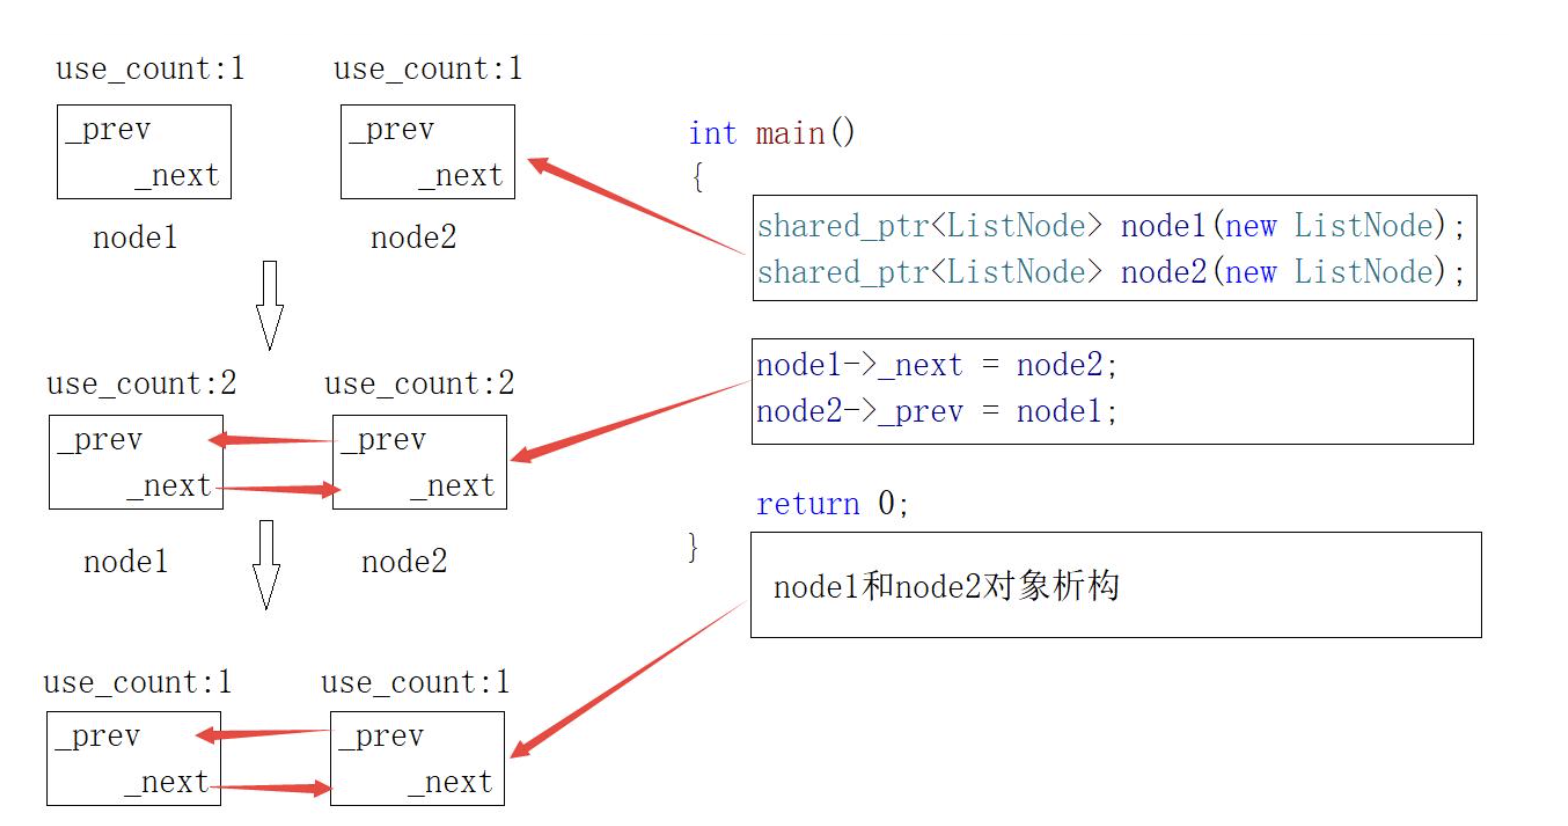 use_count:1 use_count:1
_prev _prev
_next _next
node1 node2
int main()
{
shared_ptr<ListNode> node1(new ListNode);
shared_ptr<ListNode> node2(new ListNode);
use_count:2 use_count:2
_prev _prev
_next _next
node1 node2
node1->_next = node2;
node2->_prev = node1;
return 0;
}
node1和node2对象析构
use_count:1 use_count:1
_prev _prev
_next _next